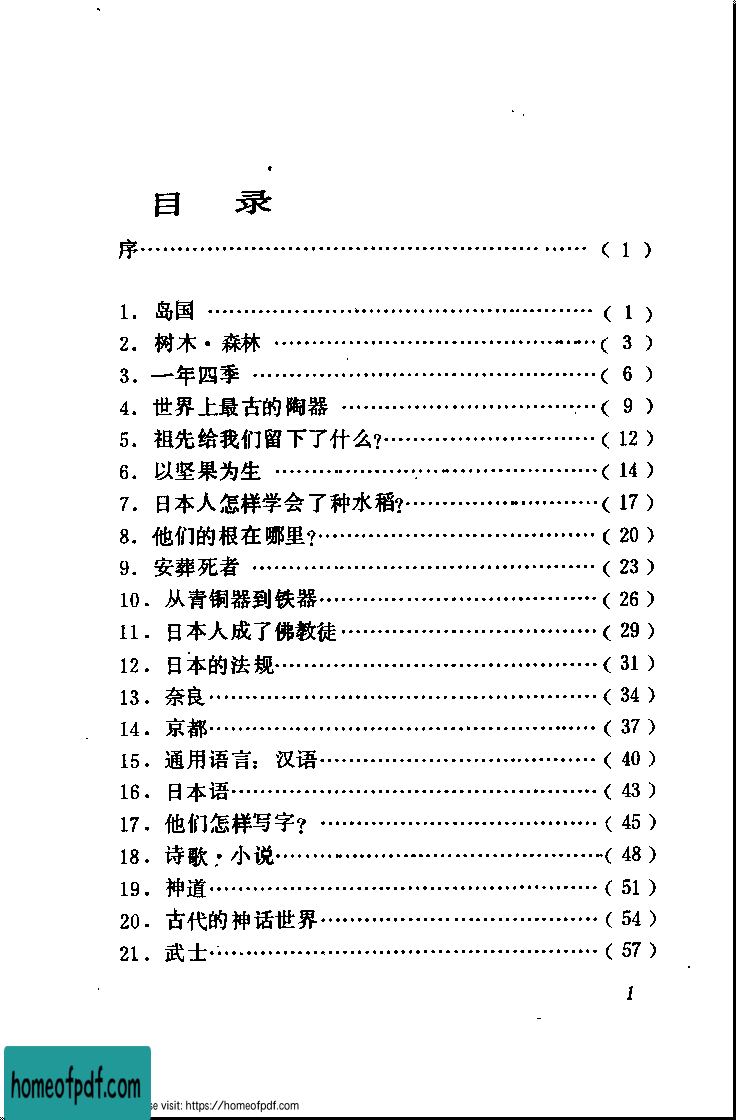 目 录
序……………………………………………… ……( 1 )
1．岛国 ……………………………………………( 1 )
2．树木·森林 ……………………………………( 3 )
3．一年四季 ………………………………………( 6 )
4．世界上最古的陶器 ……………………………( 9 )
5．祖先给我们留下了什么?………………………( 12 )
6．以坚果为生 ……………………………………( 14 )
7．日本人怎样学会了种水稻?……………………( 17 )
8．他们的根在哪里?………………………………( 20 )
9．安葬死者 ………………………………………( 23 )
10．从青铜器到铁器………………………………( 26 )
11．日本人成了佛教徒……………………………( 29 )
12．日本的法规……………………………………( 31 )
13．奈良……………………………………………( 34 )
14．京都……………………………………………( 37 )
15．通用语言：汉语………………………………( 40 )
16．日本语…………………………………………( 43 )
17．他们怎样写字? ………………………………( 45 )
18．诗歌·小说……………………………………( 48 )
19．神道……………………………………………( 51 )
20．古代的神话世界………………………………( 54 )
21．武士……………………………………………( 57 )
1
homeofpdf.com
se visit: https://homeofpdf.com